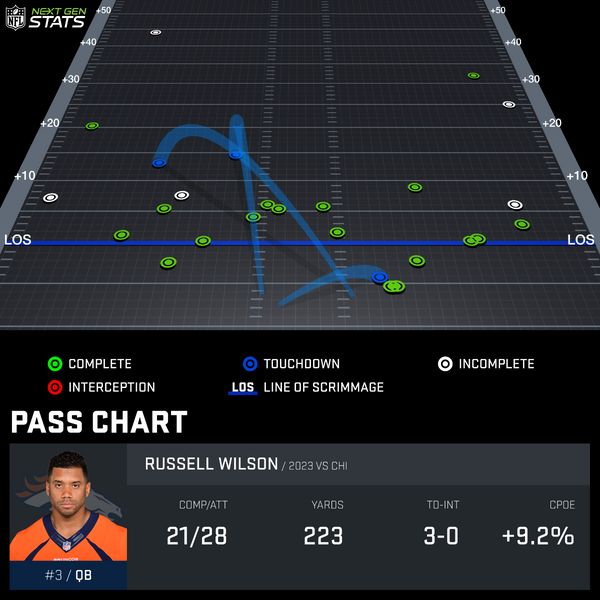 NFL NEXT GEN STATS
+50 +50
+40 +40
+30 +30
+20 +20
+10 +10
LOS LOS
COMPLETE TOUCHDOWN INCOMPLETE
INTERCEPTION LOS LINE OF SCRIMMAGE
PASS CHART
RUSSELL WILSON / 2023 VS CHI
COMP/ATT YARDS TD-INT CPOE
21/28 223 3-0 +9.2%
#3 / QB